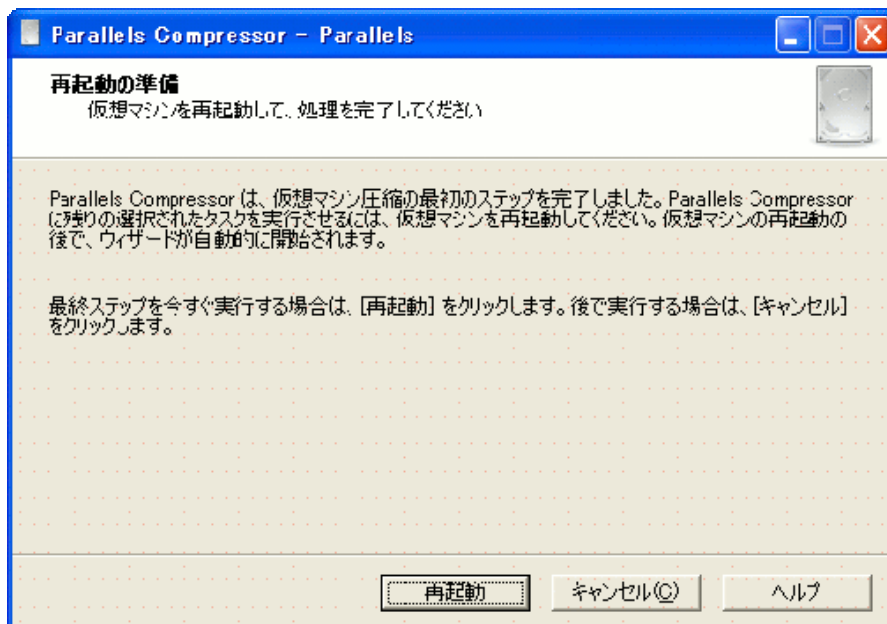 Parallels Compressor - Parallels
再起動の準備
仮想マシンを再起動して、処理を完了してください
Parallels Compressor は、仮想マシン圧縮の最初のステップを完了しました。Parallels Compressor
に残りの選択されたタスクを実行させるには、仮想マシンを再起動してください。仮想マシンの再起動の
後で、ウィザードが自動的に開始されます。
最終ステップを今すぐ実行する場合は、[再起動] をクリックします。後で実行する場合は、[キャンセル]
をクリックします。
再起動
キャンセル(C)
ヘルプ